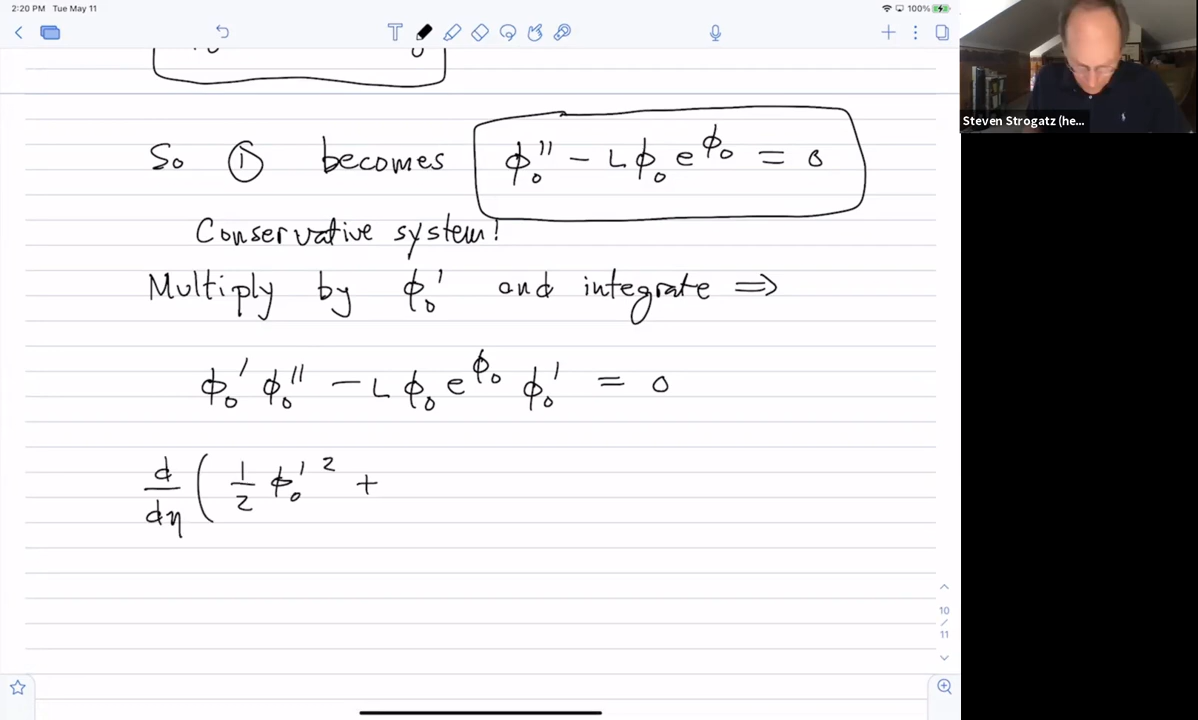 2:20 PM Tue May 11
100%
So ① becomes ϕ₀'' − Lϕ₀ e^ϕ₀ = 0
Conservative system!
Multiply by ϕ₀' and integrate ⇒
ϕ₀' ϕ₀'' − L ϕ₀ e^ϕ₀ ϕ₀' = 0
d/dη ( 1/2 ϕ₀'² +
Steven Strogatz (he...
10
/
11